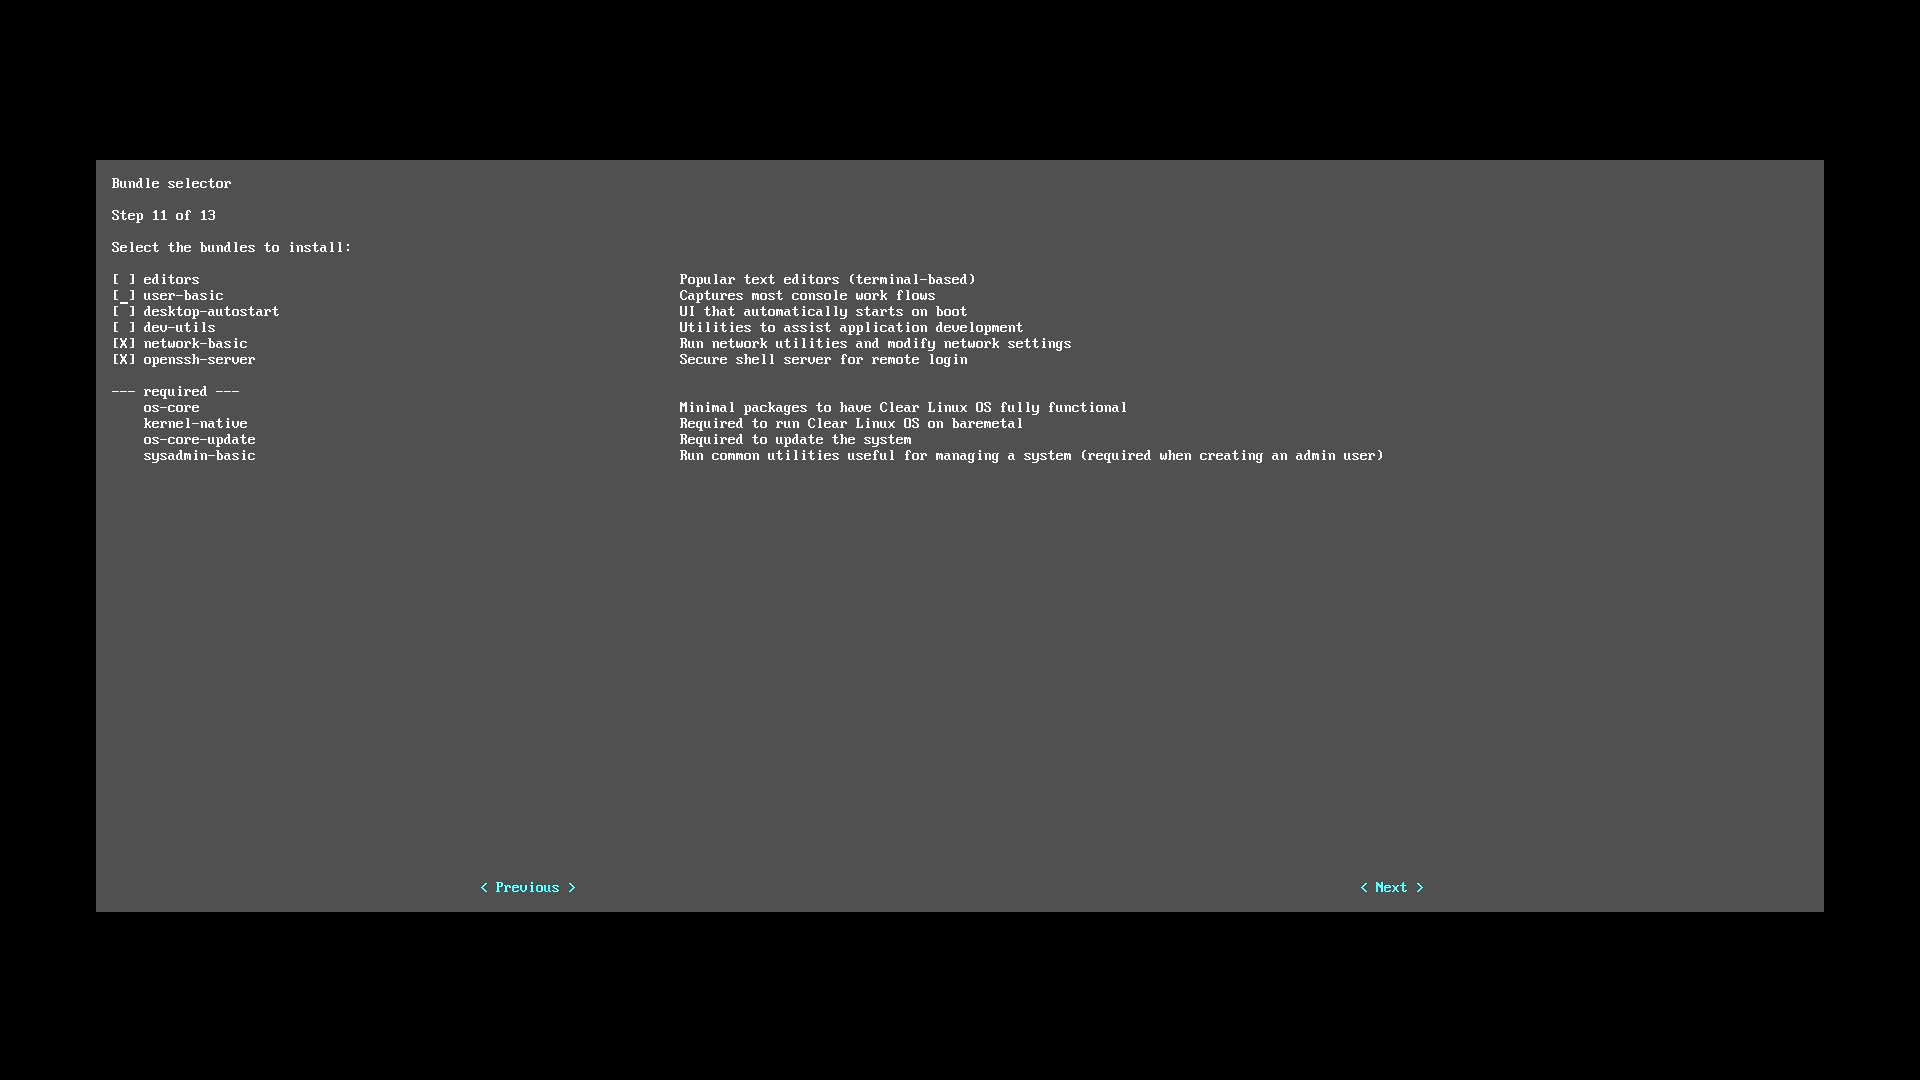 Bundle selector
Step 11 of 13
Select the bundles to install:
[ ] editors Popular text editors (terminal-based)
[_] user-basic Captures most console work flows
[ ] desktop-autostart UI that automatically starts on boot
[ ] dev-utils Utilities to assist application development
[X] network-basic Run network utilities and modify network settings
[X] openssh-server Secure shell server for remote login
--- required ---
os-core Minimal packages to have Clear Linux OS fully functional
kernel-native Required to run Clear Linux OS on baremetal
os-core-update Required to update the system
sysadmin-basic Run common utilities useful for managing a system (required when creating an admin user)
< Previous > < Next >